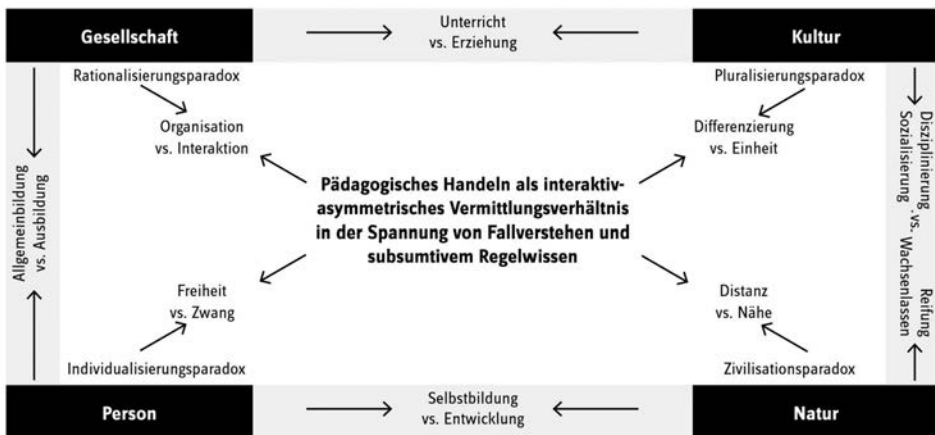 Gesellschaft
Unterricht
vs. Erziehung
Kultur
Rationalisierungsparadox
Pluralisierungsparadox
Organisation
vs. Interaktion
Differenzierung
vs. Einheit
Allgemeinbildung
vs. Ausbildung
Pädagogisches Handeln als interaktiv-
asymmetrisches Vermittlungsverhältnis
in der Spannung von Fallverstehen und
subsumtivem Regelwissen
Disziplinierung
Sozialisierung
vs.
Reifung
Wachsenlassen
Freiheit
vs. Zwang
Distanz
vs. Nähe
Individualisierungsparadox
Zivilisationsparadox
Person
Selbstbildung
vs. Entwicklung
Natur